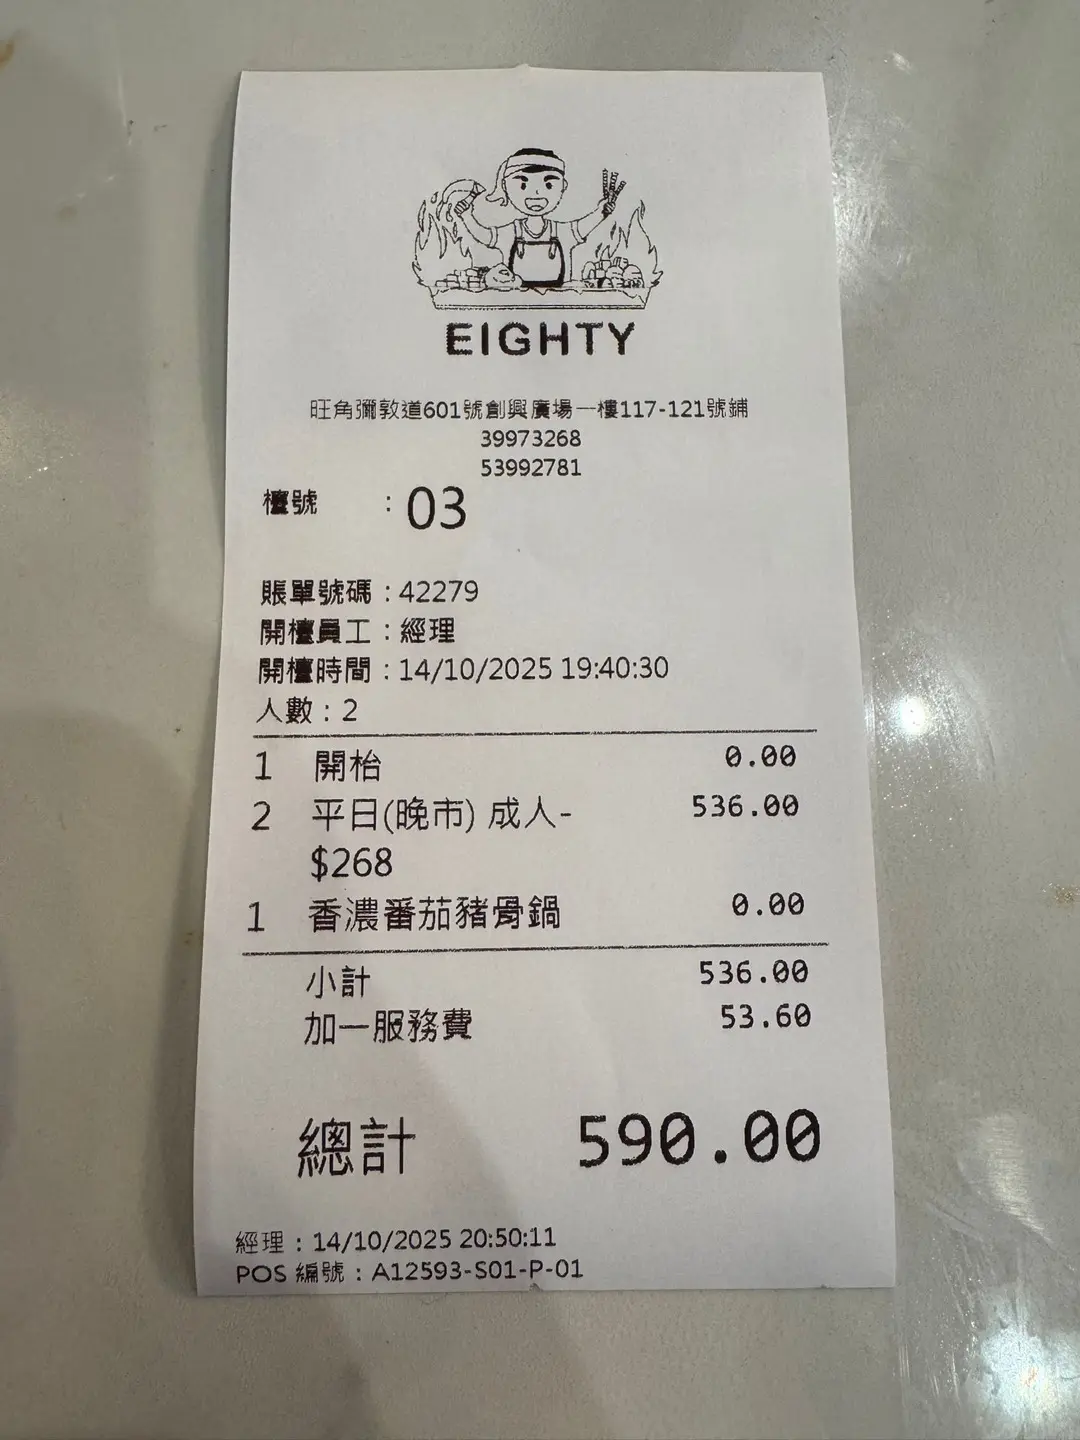 EIGHTY
旺角彌敦道601號創興廣場一樓117-121號鋪
39973268
53992781
檯號 : 03
賬單號碼 : 42279
開檯員工 : 經理
開檯時間 : 14/10/2025 19:40:30
人數 : 2
1 開枱 0.00
2 平日(晚市) 成人- 536.00
$268
1 香濃番茄豬骨鍋 0.00
小計 536.00
加一服務費 53.60
總計 590.00
經理 : 14/10/2025 20:50:11
POS 編號 : A12593-S01-P-01